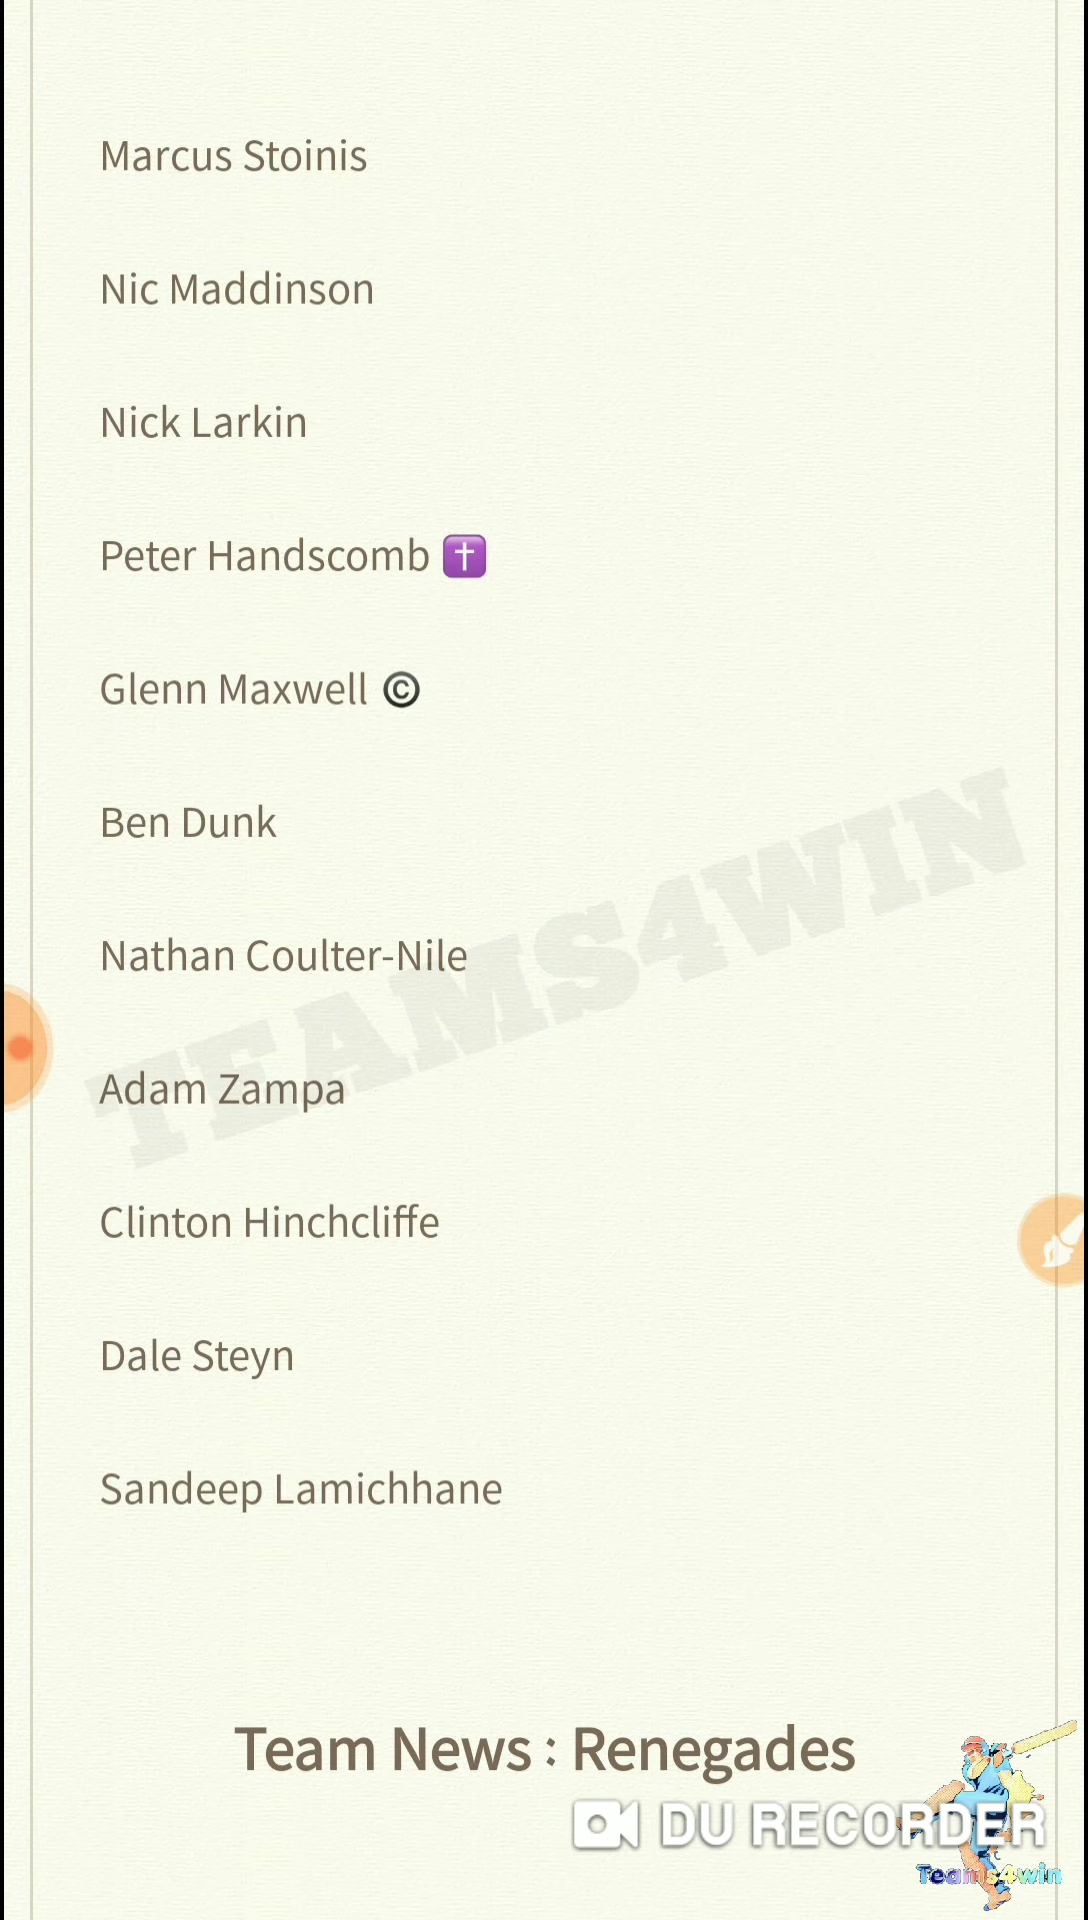 Marcus Stoinis
Nic Maddinson
Nick Larkin
Peter Handscomb ✝️
Glenn Maxwell ©
Ben Dunk
Nathan Coulter-Nile
Adam Zampa
Clinton Hinchcliffe
Dale Steyn
Sandeep Lamichhane
TEAMS4WIN
Team News : Renegades
DU RECORDER
Teams4win